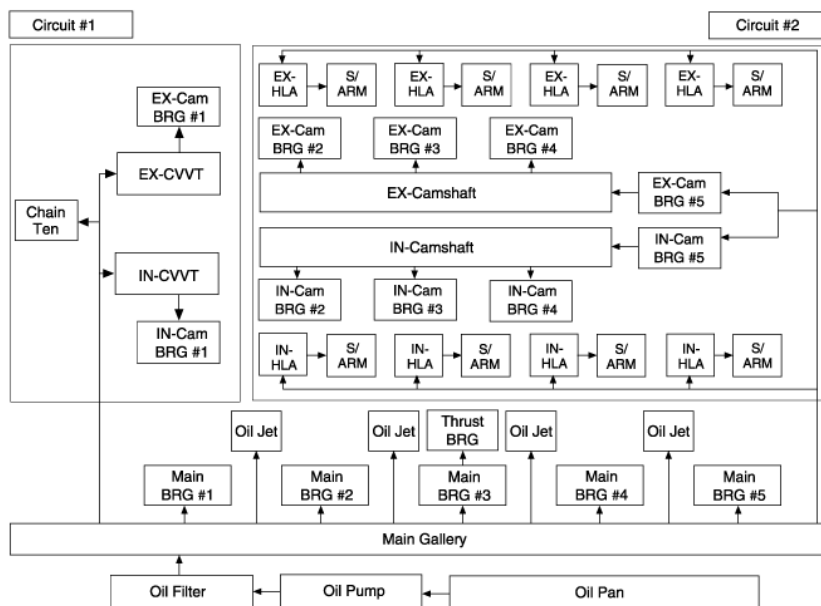 Circuit #1
Circuit #2
EX-Cam
BRG #1
EX-CVVT
Chain
Ten
IN-CVVT
IN-Cam
BRG #1
EX-
HLA
S/
ARM
EX-
HLA
S/
ARM
EX-
HLA
S/
ARM
EX-
HLA
S/
ARM
EX-Cam
BRG #2
EX-Cam
BRG #3
EX-Cam
BRG #4
EX-Camshaft
EX-Cam
BRG #5
IN-Camshaft
IN-Cam
BRG #5
IN-Cam
BRG #2
IN-Cam
BRG #3
IN-Cam
BRG #4
IN-
HLA
S/
ARM
IN-
HLA
S/
ARM
IN-
HLA
S/
ARM
IN-
HLA
S/
ARM
Oil Jet
Oil Jet
Thrust
BRG
Oil Jet
Oil Jet
Main
BRG #1
Main
BRG #2
Main
BRG #3
Main
BRG #4
Main
BRG #5
Main Gallery
Oil Filter
Oil Pump
Oil Pan